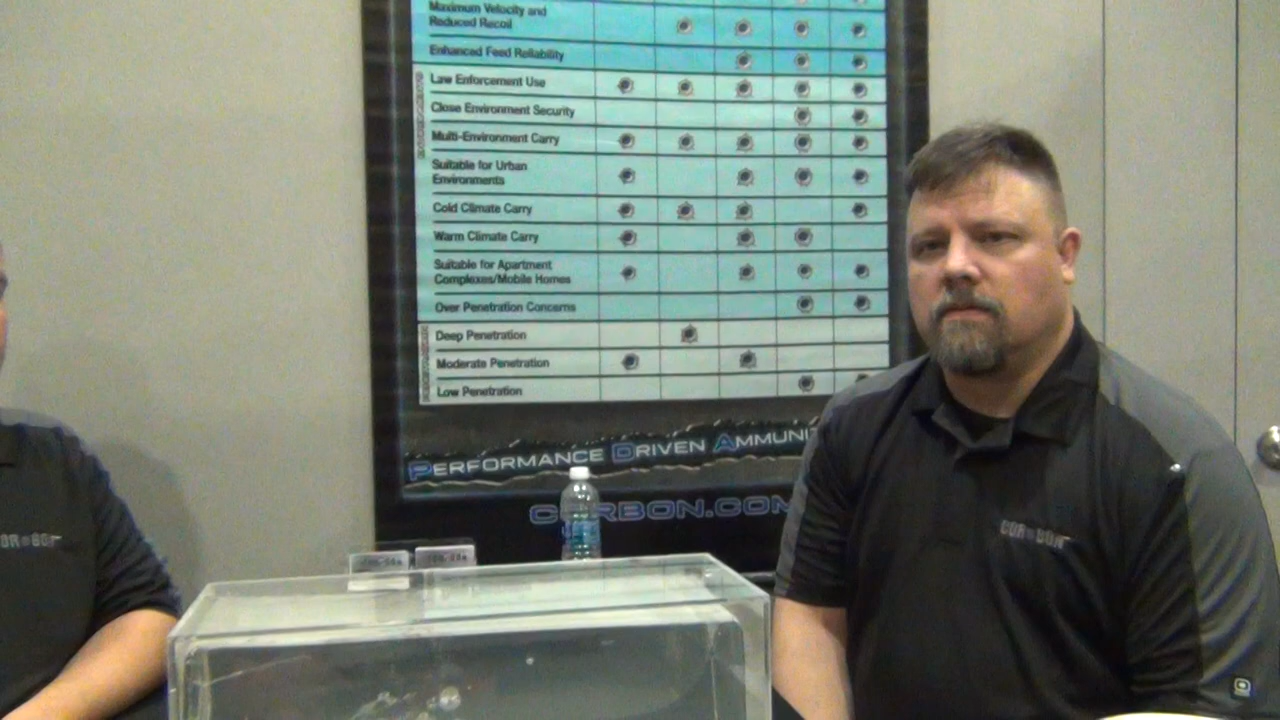 Maximum Velocity and
Reduced Recoil
Enhanced Feed Reliability
Law Enforcement Use
Close Environment Security
Multi-Environment Carry
Suitable for Urban
Environments
Cold Climate Carry
Warm Climate Carry
Suitable for Apartment
Complexes/Mobile Homes
Over Penetration Concerns
Deep Penetration
Moderate Penetration
Low Penetration
PERFORMANCE DRIVEN AMMUNI
CORBON.COM
COR®BON